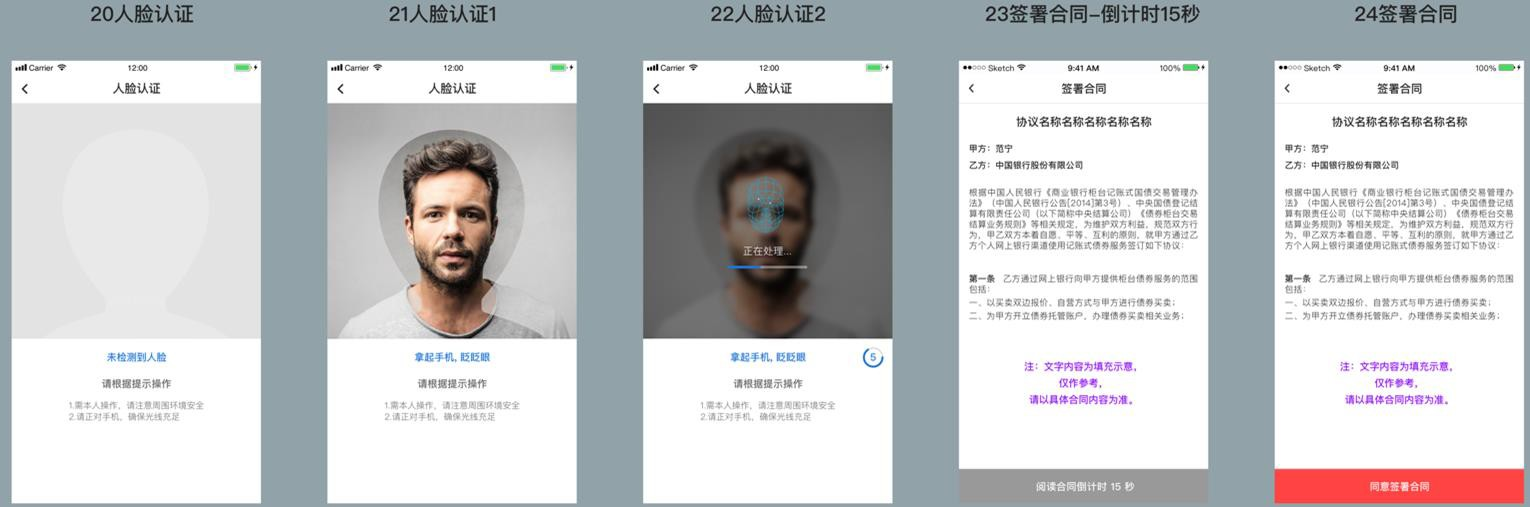 20人脸认证
Carrier 12:00
人脸认证
未检测到人脸
请根据提示操作
1.需本人操作，请注意周围环境安全
2.请正对手机，确保光线充足
21人脸认证1
Carrier 12:00
人脸认证
拿起手机, 眨眨眼
请根据提示操作
1.需本人操作，请注意周围环境安全
2.请正对手机，确保光线充足
22人脸认证2
Carrier 12:00
人脸认证
正在处理...
拿起手机, 眨眨眼
5
请根据提示操作
1.需本人操作，请注意周围环境安全
2.请正对手机，确保光线充足
23签署合同-倒计时15秒
Sketch 9:41 AM 100%
签署合同
协议名称名称名称名称名称
甲方：范宁
乙方：中国银行股份有限公司
根据中国人民银行《商业银行柜台记账式国债交易管理办
法》（中国人民银行公告[2014]第3号）、中央国债登记结
算有限责任公司（以下简称中央结算公司）《债券柜台交易
结算业务规则》等相关规定，为维护双方利益，规范双方行
为，甲乙双方本着自愿、平等、互利的原则，就甲方通过乙
方个人网上银行渠道使用记账式债券服务签订如下协议：
第一条 乙方通过网上银行向甲方提供柜台债券服务的范围
包括：
一、以买卖双边报价、自营方式与甲方进行债券买卖；
二、为甲方开立债券托管账户，办理债券买卖相关业务；
注：文字内容为填充示意，
仅作参考，
请以具体合同内容为准。
阅读合同倒计时 15 秒
24签署合同
Sketch 9:41 AM 100%
签署合同
协议名称名称名称名称名称
甲方：范宁
乙方：中国银行股份有限公司
根据中国人民银行《商业银行柜台记账式国债交易管理办
法》（中国人民银行公告[2014]第3号）、中央国债登记结
算有限责任公司（以下简称中央结算公司）《债券柜台交易
结算业务规则》等相关规定，为维护双方利益，规范双方行
为，甲乙双方本着自愿、平等、互利的原则，就甲方通过乙
方个人网上银行渠道使用记账式债券服务签订如下协议：
第一条 乙方通过网上银行向甲方提供柜台债券服务的范围
包括：
一、以买卖双边报价、自营方式与甲方进行债券买卖；
二、为甲方开立债券托管账户，办理债券买卖相关业务；
注：文字内容为填充示意，
仅作参考，
请以具体合同内容为准。
同意签署合同